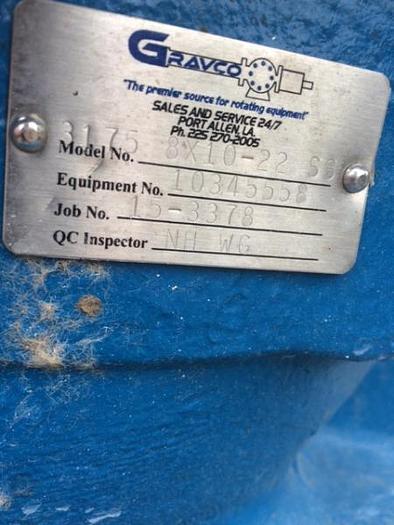 GRAVCO
"The premier source for rotating equipment"
SALES AND SERVICE 24/7
PORT ALLEN, LA.
Ph. 225 270-2005
3175
Model No. 8X10-22
Equipment No. 10345558
Job No. 15-3378
QC Inspector NH WG